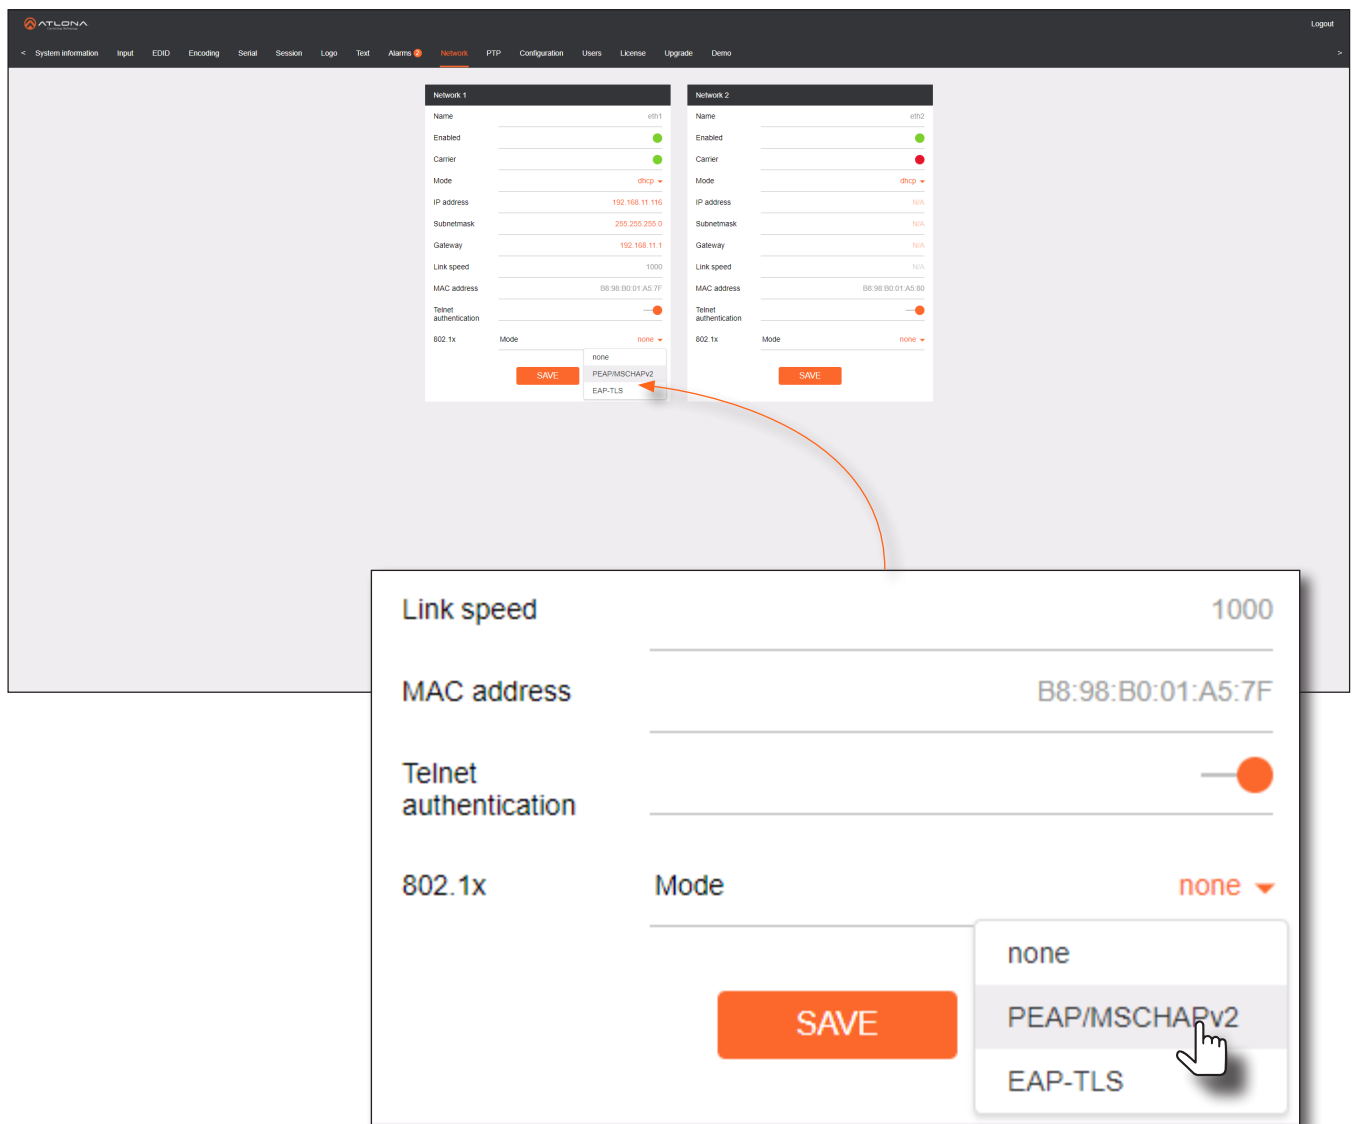 ATLONA
Logout
< System information Input EDID Encoding Serial Session Logo Text Alarms 2 Network PTP Configuration Users License Upgrade Demo >
Network 1
Name eth1
Enabled
Carrier
Mode dhcp
IP address 192.168.11.116
Subnetmask 255.255.255.0
Gateway 192.168.11.1
Link speed 1000
MAC address B8:98:B0:01:A5:7F
Telnet
authentication
802.1x Mode none
none
PEAP/MSCHAPv2
EAP-TLS
SAVE
Network 2
Name eth2
Enabled
Carrier
Mode dhcp
IP address N/A
Subnetmask N/A
Gateway N/A
Link speed N/A
MAC address B8:98:B0:01:A5:80
Telnet
authentication
802.1x Mode none
SAVE
Link speed 1000
MAC address B8:98:B0:01:A5:7F
Telnet
authentication
802.1x Mode none
none
PEAP/MSCHAPv2
EAP-TLS
SAVE